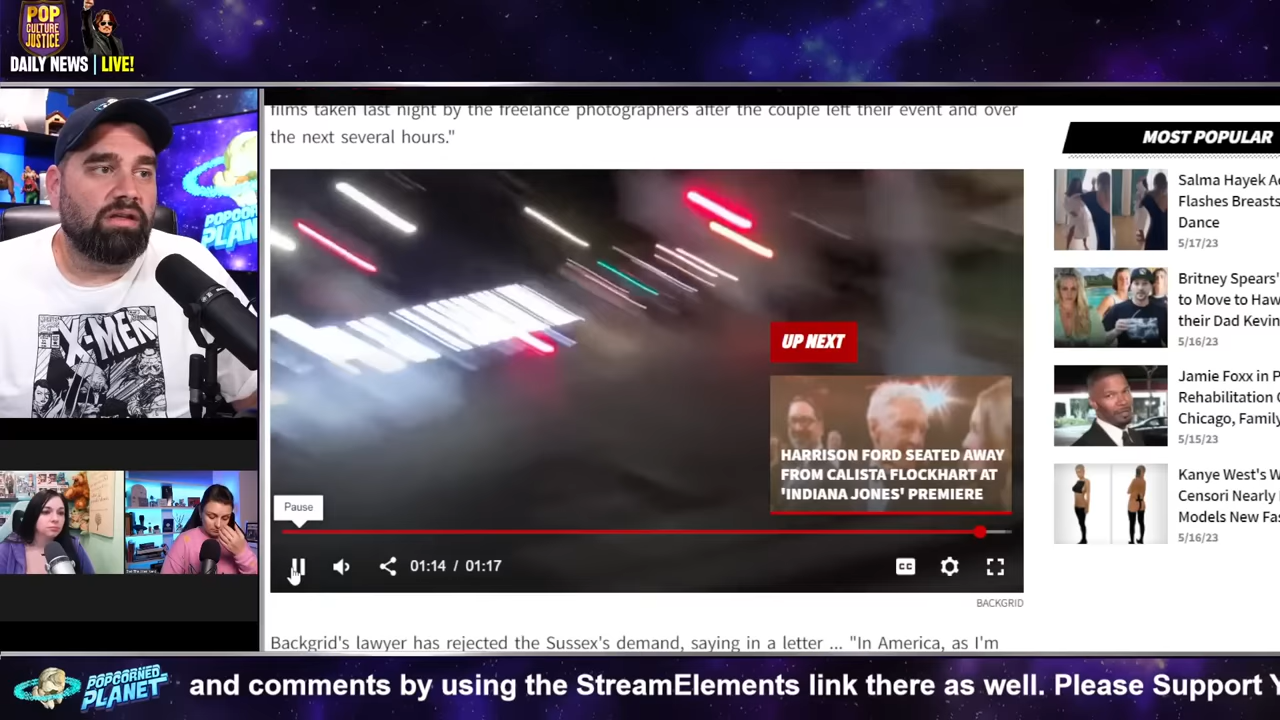 POP
CULTURE
JUSTICE
DAILY NEWS | LIVE!
films taken last night by the freelance photographers after the couple left their event and over
the next several hours."
MOST POPULAR
Salma Hayek Ac
Flashes Breasts
Dance
5/17/23
Britney Spears'
to Move to Haw
their Dad Kevin
5/16/23
Jamie Foxx in P
Rehabilitation C
Chicago, Family
5/15/23
Kanye West's W
Censori Nearly
Models New Fas
5/16/23
UP NEXT
HARRISON FORD SEATED AWAY
FROM CALISTA FLOCKHART AT
'INDIANA JONES' PREMIERE
Pause
01:14 / 01:17
CC
BACKGRID
Backgrid's lawyer has rejected the Sussex's demand, saying in a letter ... "In America, as I'm
X-MEN
POPCORNED
PLANET
and comments by using the StreamElements link there as well. Please Support Y